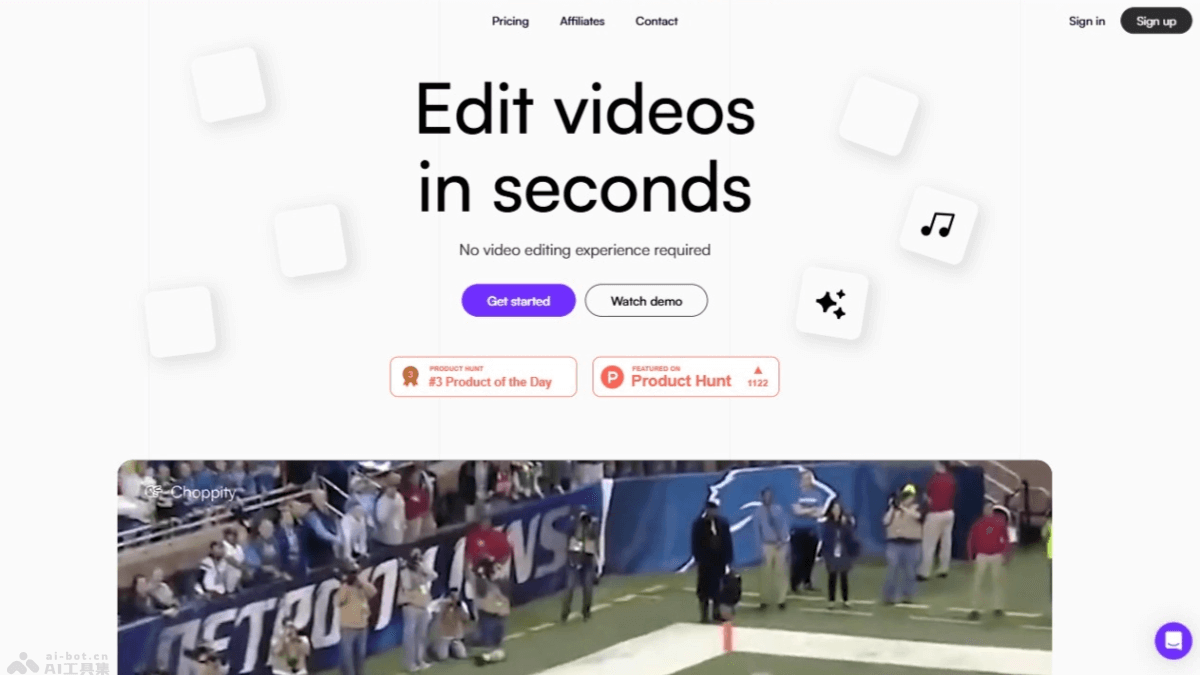 Pricing Affiliates Contact Sign in Sign up
Edit videos
in seconds
No video editing experience required
Get started Watch demo
3 PRODUCT HUNT
#3 Product of the Day
P FEATURED ON
Product Hunt 1122
Choppity
DETROIT LIONS
ai-bot.cn
AI工具集